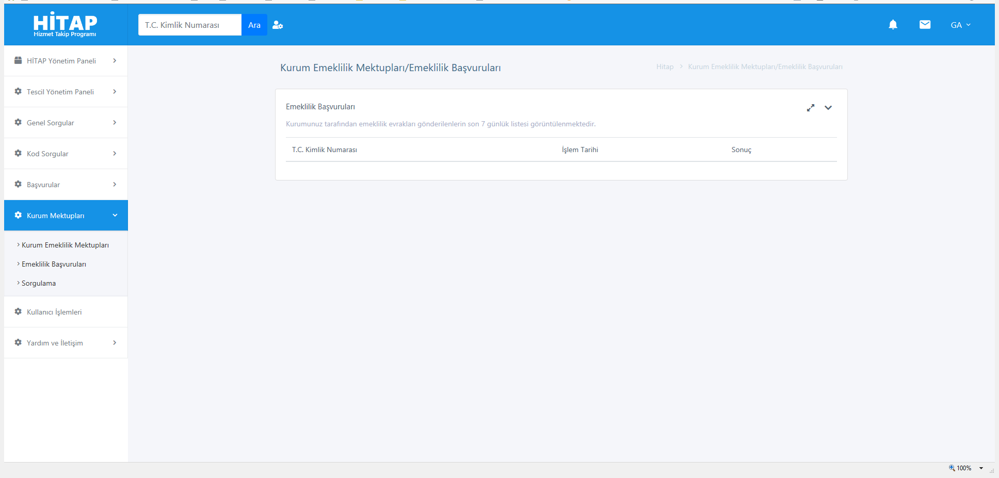 HİTAP
Hizmet Takip Programı
T.C. Kimlik Numarası
Ara
GA
HİTAP Yönetim Paneli
Tescil Yönetim Paneli
Genel Sorgular
Kod Sorgular
Başvurular
Kurum Mektupları
Kurum Emeklilik Mektupları
Emeklilik Başvuruları
Sorgulama
Kullanıcı İşlemleri
Yardım ve İletişim
Kurum Emeklilik Mektupları/Emeklilik Başvuruları
Hitap > Kurum Emeklilik Mektupları/Emeklilik Başvuruları
Emeklilik Başvuruları
Kurumunuz tarafından emeklilik evrakları gönderilenlerin son 7 günlük listesi görüntülenmektedir.
T.C. Kimlik Numarası İşlem Tarihi Sonuç
100%